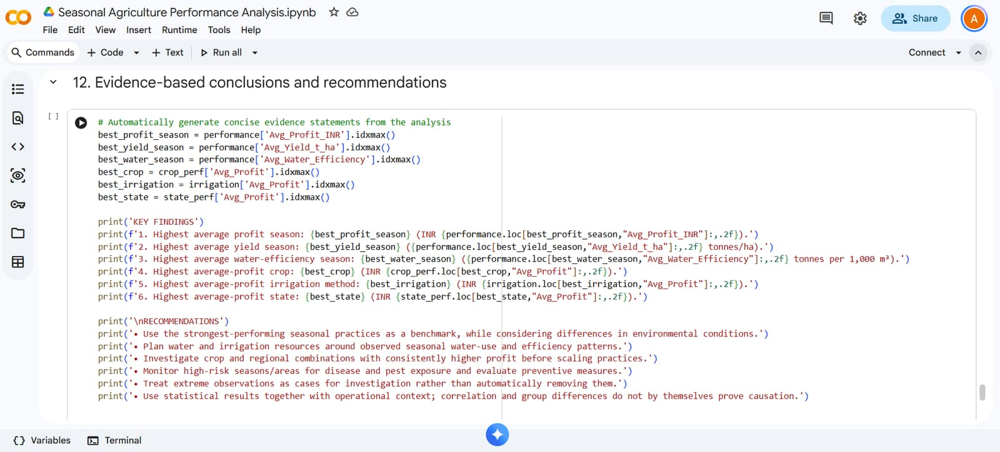 Seasonal Agriculture Performance Analysis.ipynb
File Edit View Insert Runtime Tools Help
Share
A
Commands + Code + Text Run all
Connect
12. Evidence-based conclusions and recommendations
[ ]
# Automatically generate concise evidence statements from the analysis
best_profit_season = performance['Avg_Profit_INR'].idxmax()
best_yield_season = performance['Avg_Yield_t_ha'].idxmax()
best_water_season = performance['Avg_Water_Efficiency'].idxmax()
best_crop = crop_perf['Avg_Profit'].idxmax()
best_irrigation = irrigation['Avg_Profit'].idxmax()
best_state = state_perf['Avg_Profit'].idxmax()
print('KEY FINDINGS')
print(f'1. Highest average profit season: {best_profit_season} (INR {performance.loc[best_profit_season,"Avg_Profit_INR"]:,.2f}).')
print(f'2. Highest average yield season: {best_yield_season} ({performance.loc[best_yield_season,"Avg_Yield_t_ha"]:,.2f} tonnes/ha).')
print(f'3. Highest average water-efficiency season: {best_water_season} ({performance.loc[best_water_season,"Avg_Water_Efficiency"]:,.2f} tonnes per 1,000 m³).')
print(f'4. Highest average-profit crop: {best_crop} (INR {crop_perf.loc[best_crop,"Avg_Profit"]:,.2f}).')
print(f'5. Highest average-profit irrigation method: {best_irrigation} (INR {irrigation.loc[best_irrigation,"Avg_Profit"]:,.2f}).')
print(f'6. Highest average-profit state: {best_state} (INR {state_perf.loc[best_state,"Avg_Profit"]:,.2f}).')
print('\nRECOMMENDATIONS')
print('• Use the strongest-performing seasonal practices as a benchmark, while considering differences in environmental conditions.')
print('• Plan water and irrigation resources around observed seasonal water-use and efficiency patterns.')
print('• Investigate crop and regional combinations with consistently higher profit before scaling practices.')
print('• Monitor high-risk seasons/areas for disease and pest exposure and evaluate preventive measures.')
print('• Treat extreme observations as cases for investigation rather than automatically removing them.')
print('• Use statistical results together with operational context; correlation and group differences do not by themselves prove causation.')
{} Variables Terminal